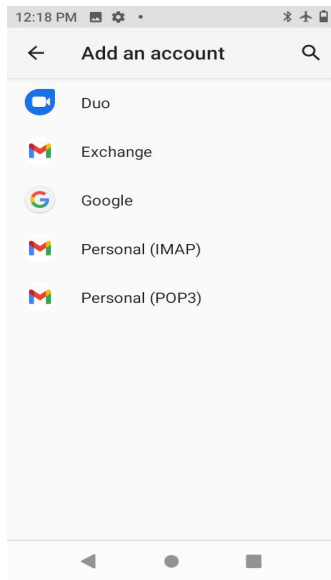 12:18 PM
Add an account
Duo
Exchange
Google
Personal (IMAP)
Personal (POP3)